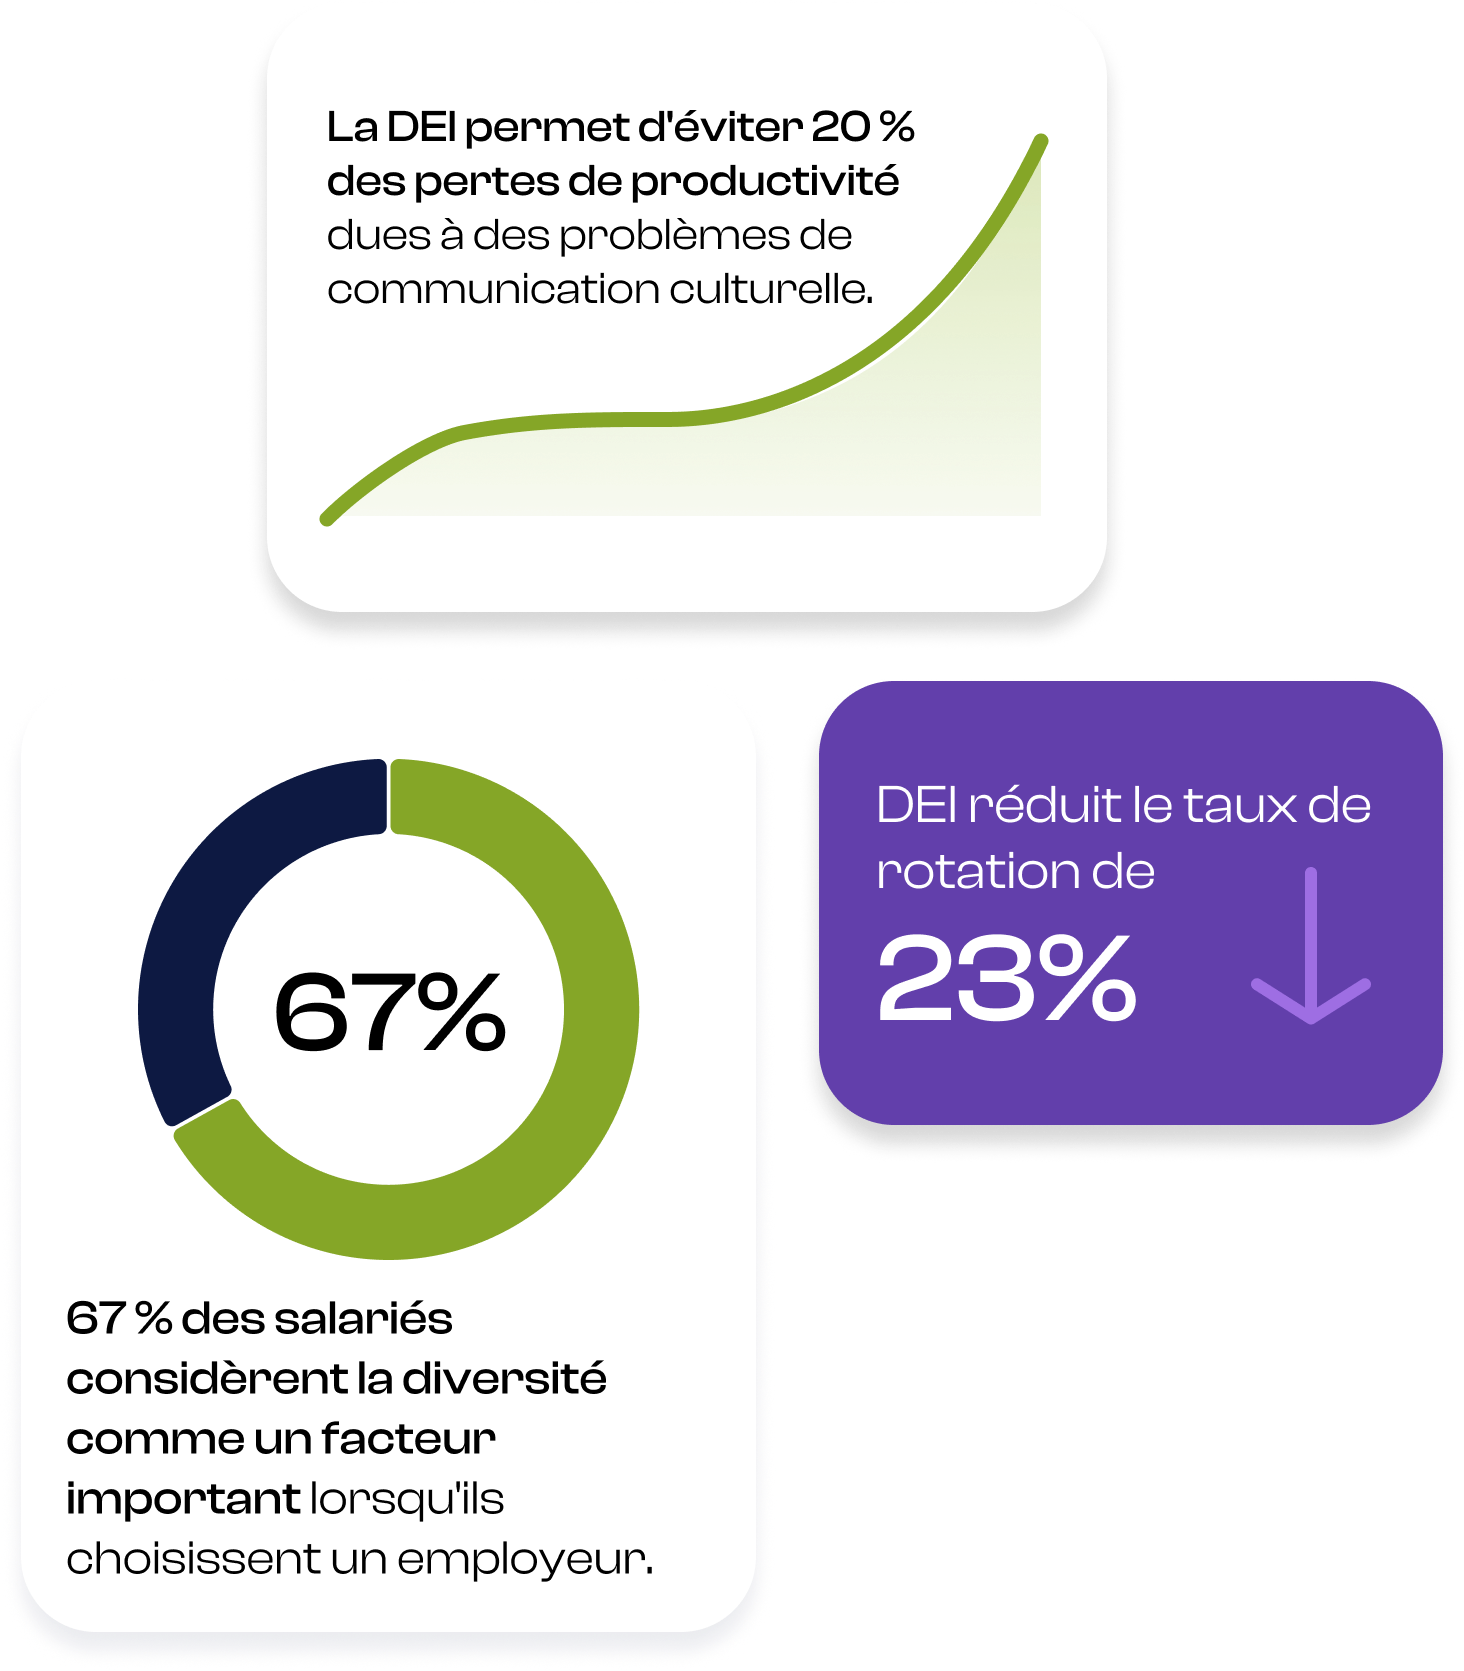 La DEI permet d'éviter 20 %
des pertes de productivité
dues à des problèmes de
communication culturelle.
67%
67 % des salariés
considèrent la diversité
comme un facteur
important lorsqu'ils
choisissent un employeur.
DEI réduit le taux de
rotation de
23%